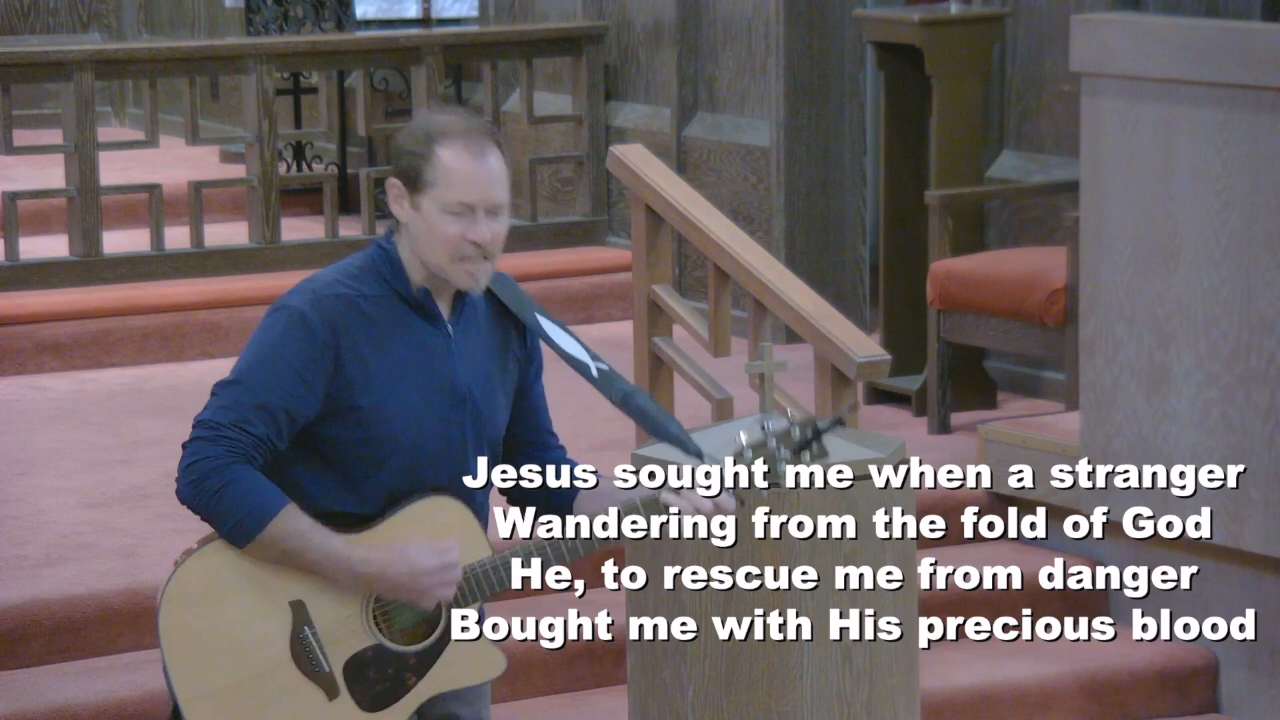 Jesus sought me when a stranger
Wandering from the fold of God
He, to rescue me from danger
Bought me with His precious blood